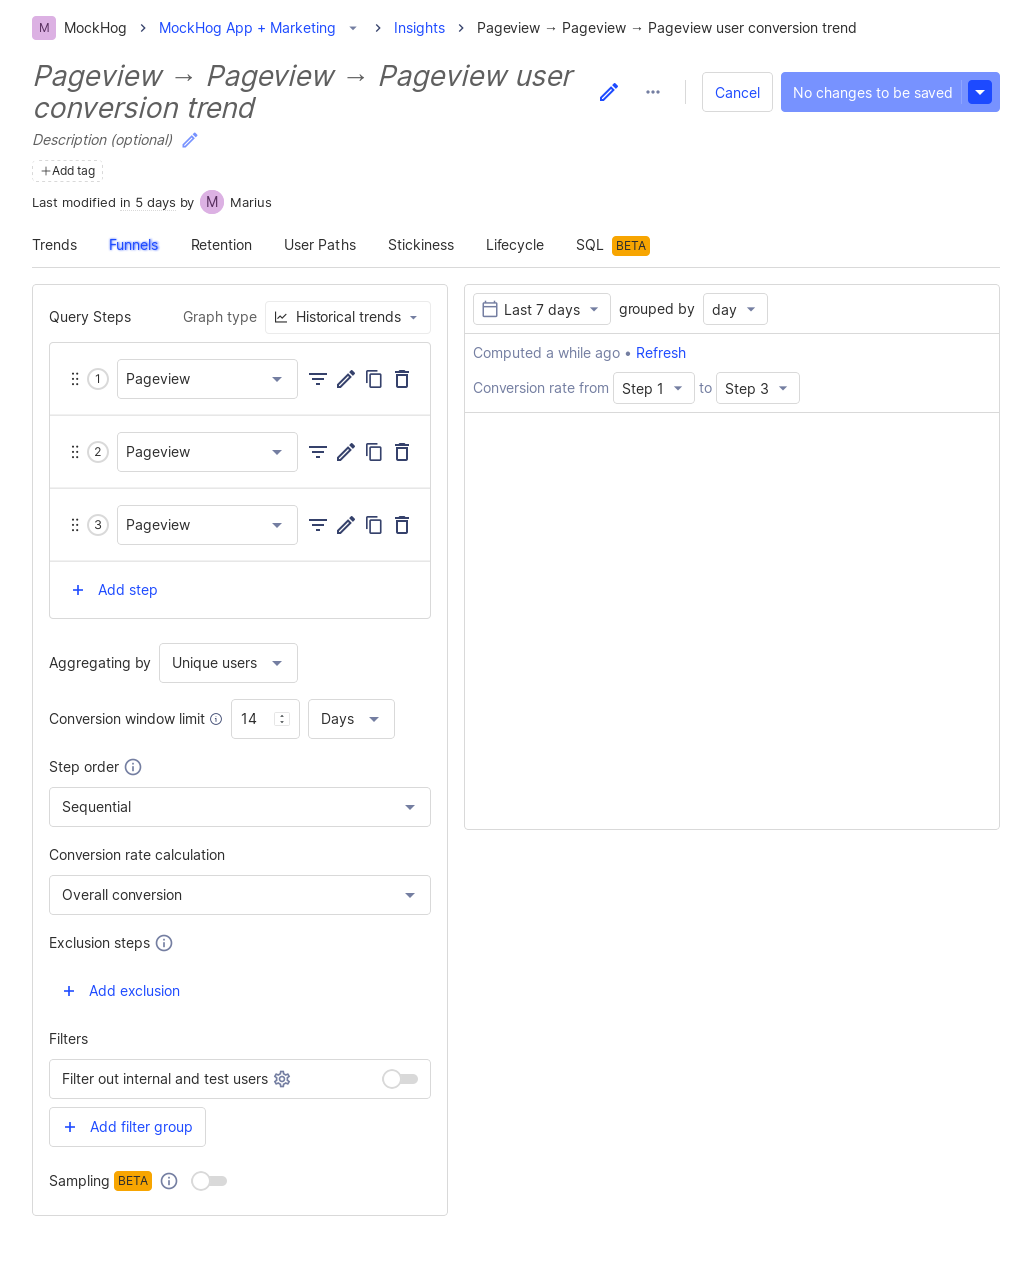 M MockHog MockHog App + Marketing Insights Pageview → Pageview → Pageview user conversion trend
Pageview → Pageview → Pageview user
conversion trend
Cancel
No changes to be saved
Description (optional)
Add tag
Last modified in 5 days by M Marius
Trends Funnels Retention User Paths Stickiness Lifecycle SQL BETA
Query Steps
Graph type Historical trends
1 Pageview
2 Pageview
3 Pageview
Add step
Aggregating by Unique users
Conversion window limit 14 Days
Step order
Sequential
Conversion rate calculation
Overall conversion
Exclusion steps
Add exclusion
Filters
Filter out internal and test users
Add filter group
Sampling BETA
Last 7 days grouped by day
Computed a while ago • Refresh
Conversion rate from Step 1 to Step 3